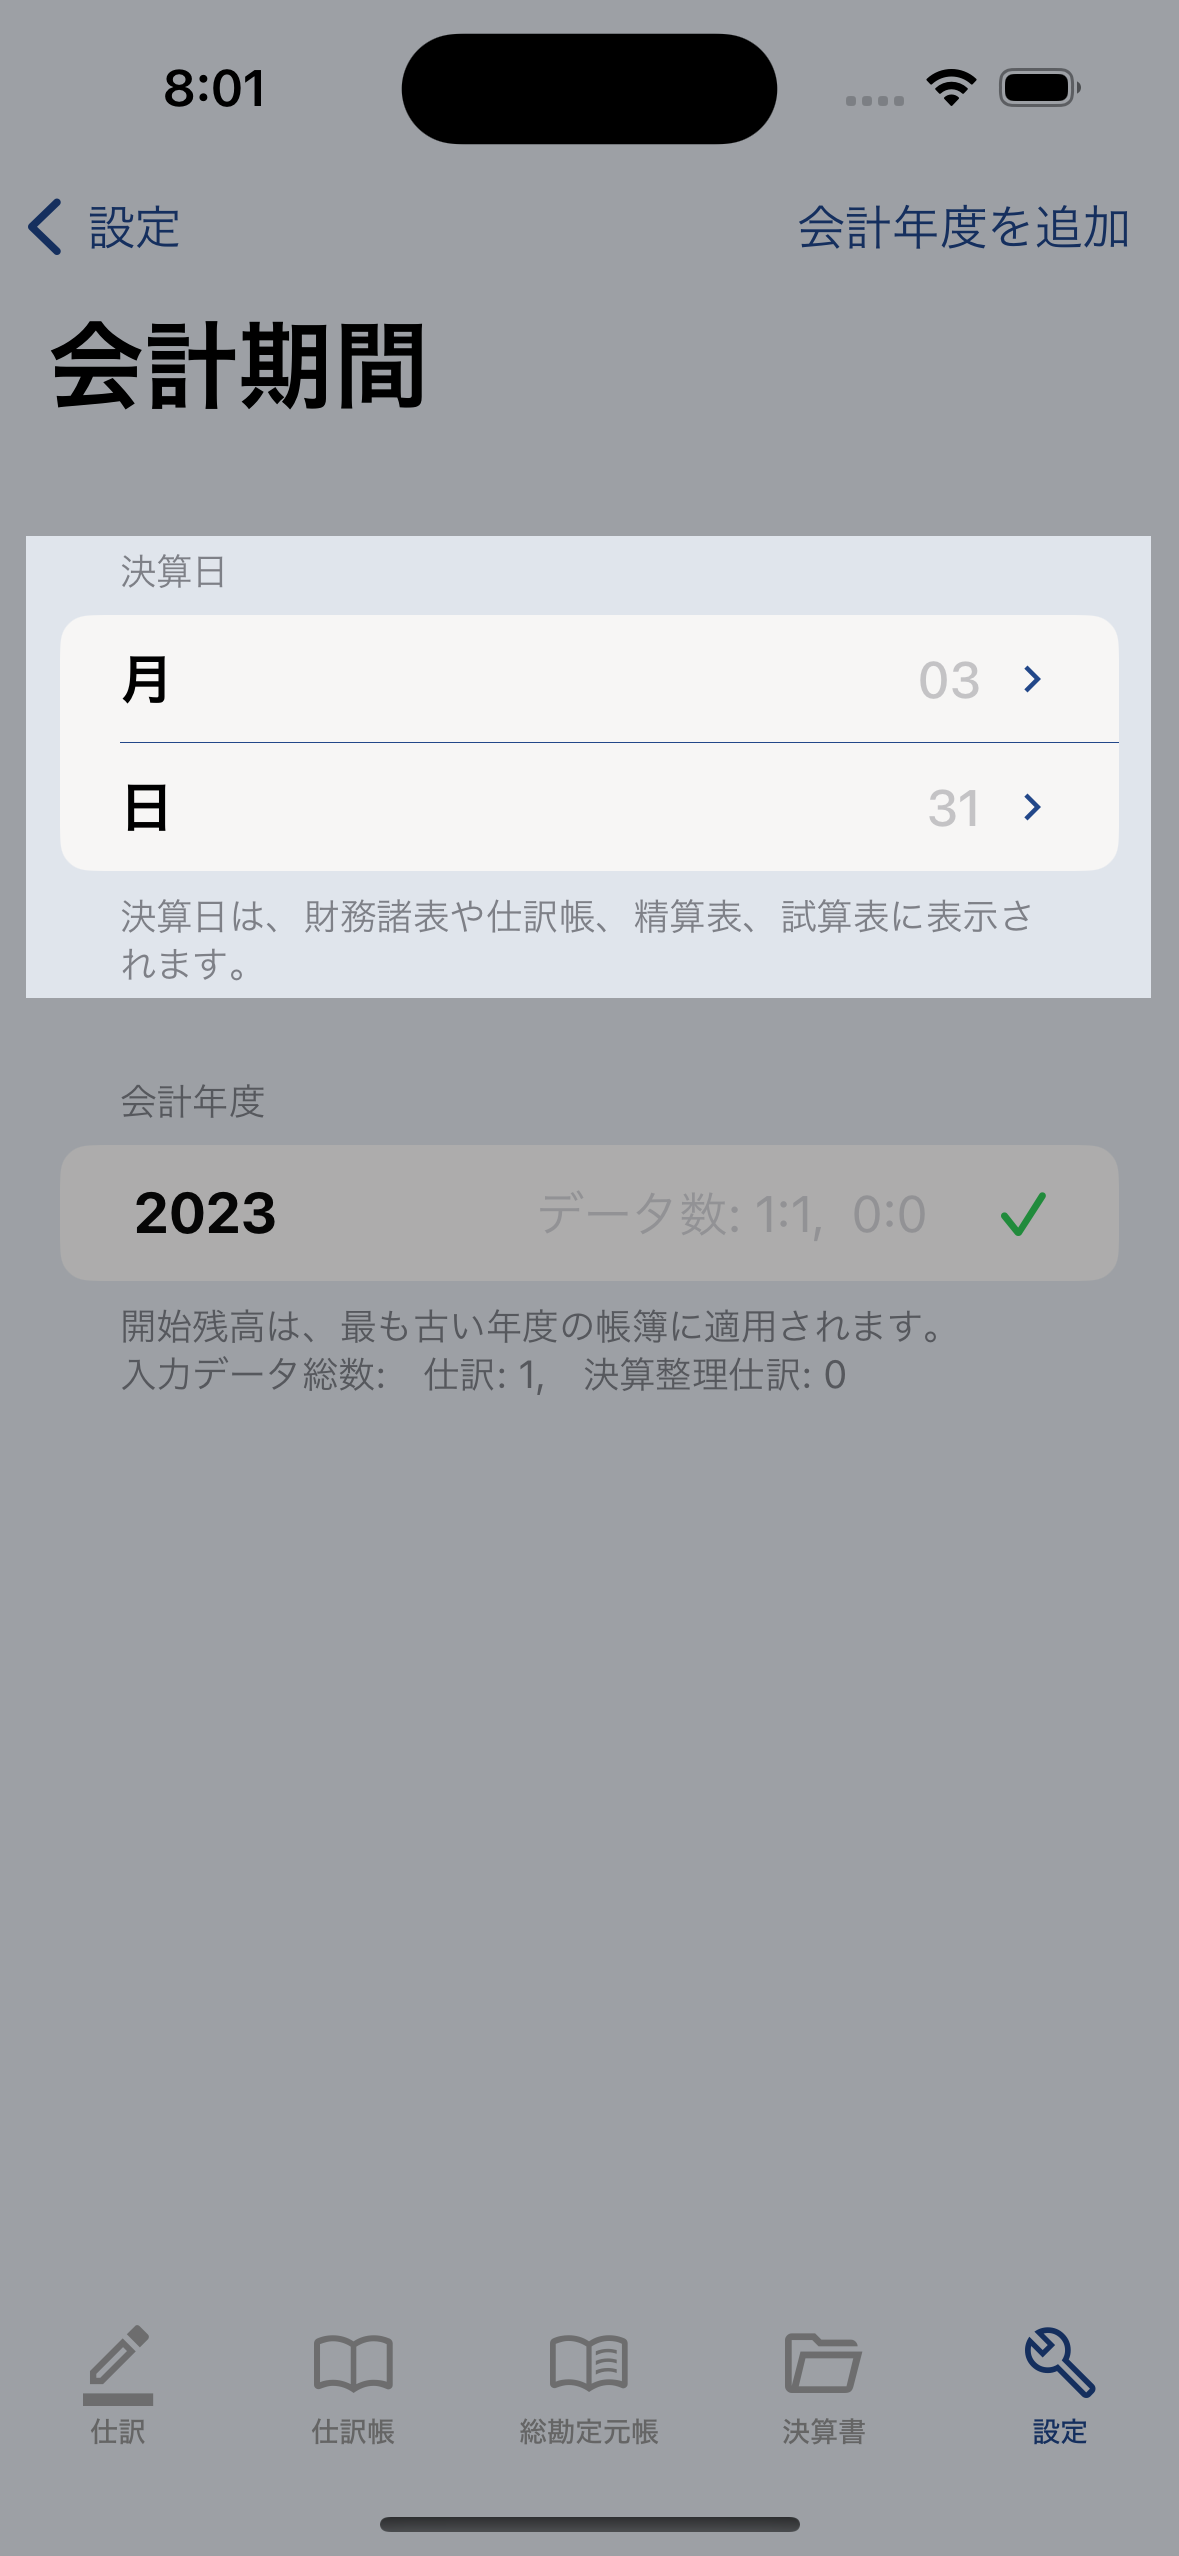 8:01
設定
会計年度を追加
会計期間
決算日
月 03
日 31
決算日は、財務諸表や仕訳帳、精算表、試算表に表示さ
れます。
会計年度
2023 データ数: 1:1, 0:0
開始残高は、最も古い年度の帳簿に適用されます。
入力データ総数: 仕訳: 1, 決算整理仕訳: 0
仕訳
仕訳帳
総勘定元帳
決算書
設定